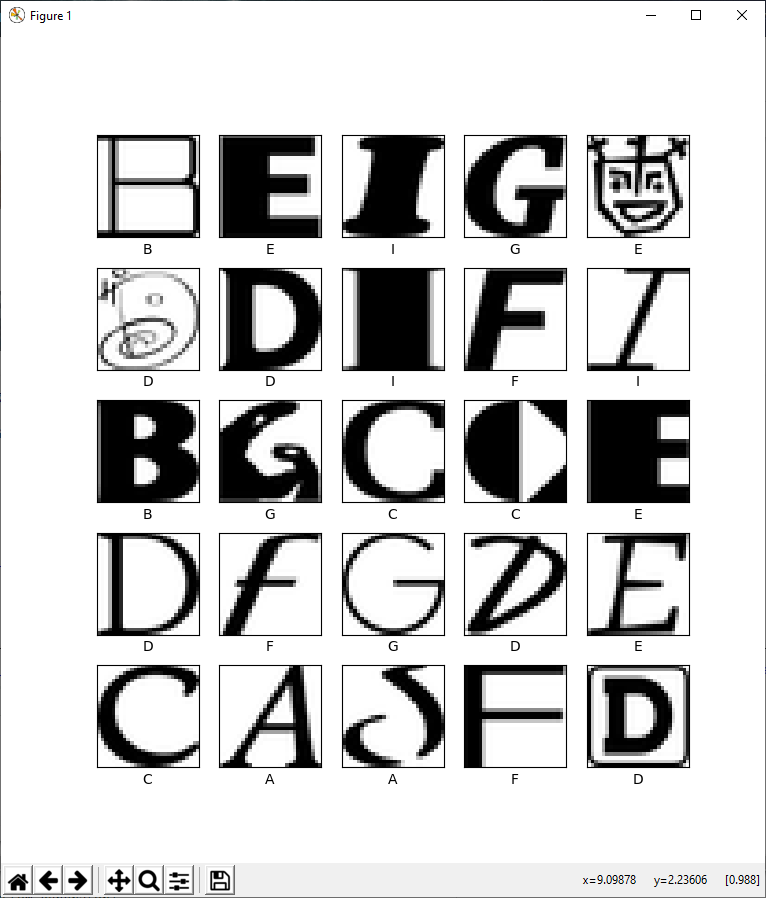 Figure 1
B E I G
B E I G E
D I F I
D D I F I
B G C E
B G C C E
D F G D E
D F G D E
C A F D
C A A F D
x=9.09878 y=2.23606 [0.988]